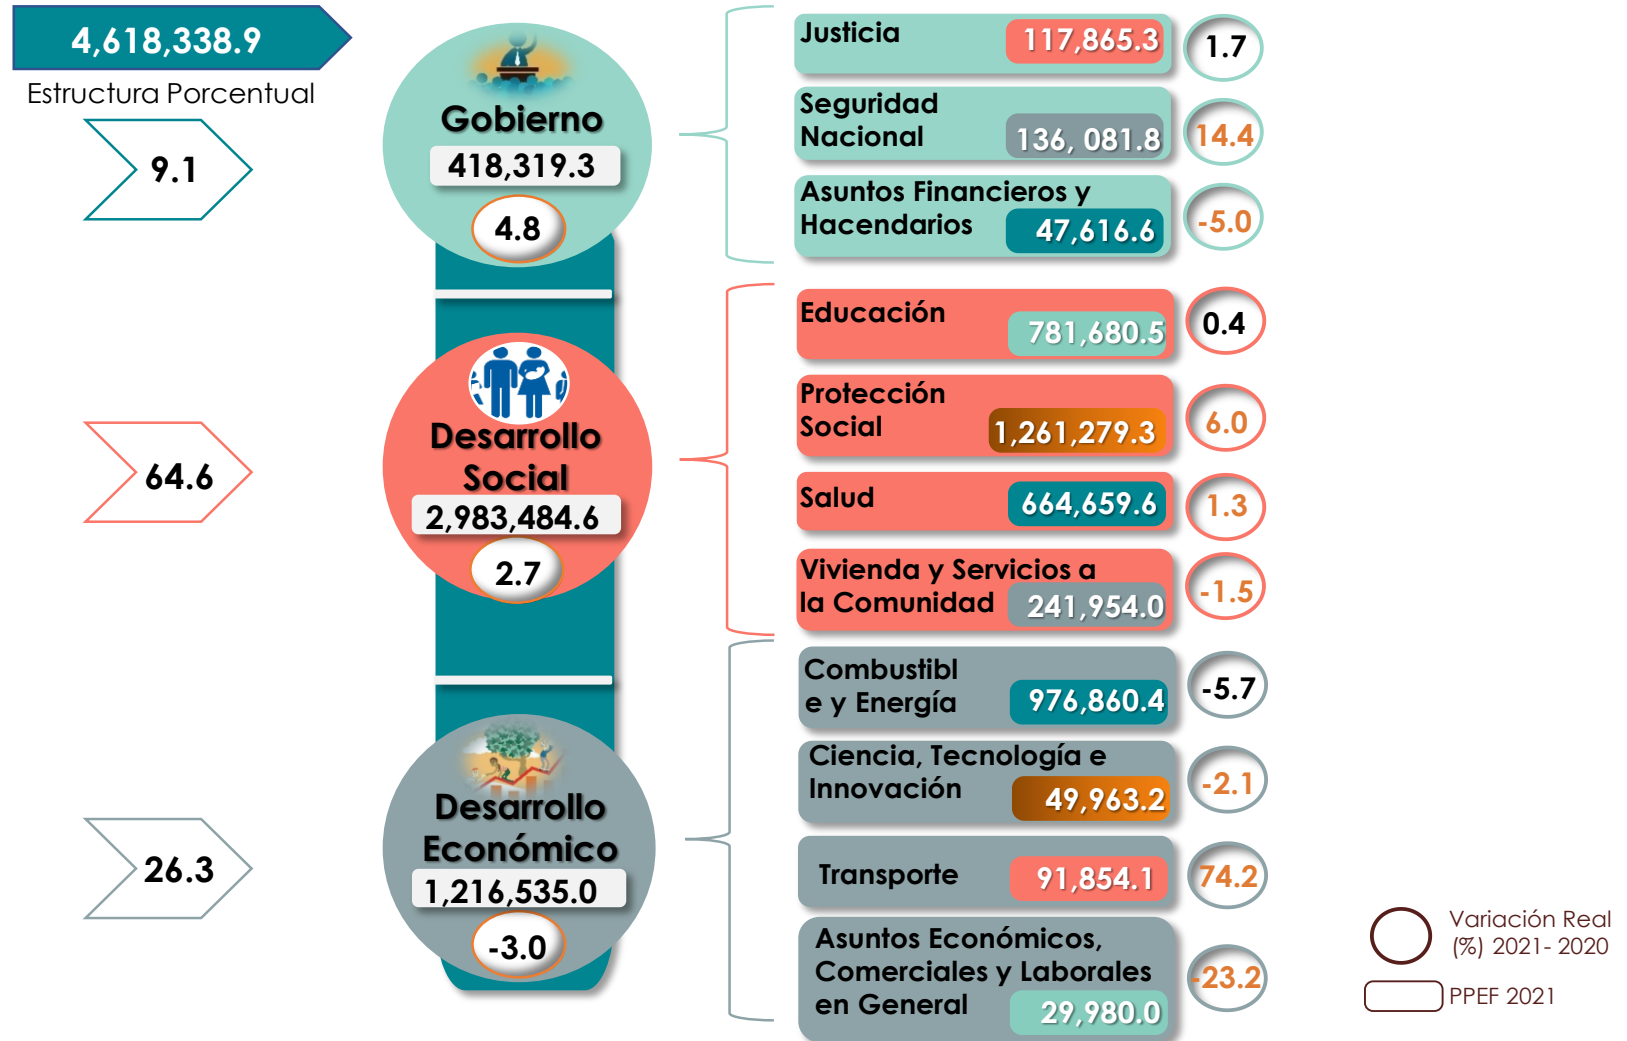 4,618,338.9
Estructura Porcentual
9.1
64.6
26.3
Gobierno
418,319.3
4.8
Desarrollo
Social
2,983,484.6
2.7
Desarrollo
Económico
1,216,535.0
-3.0
Justicia
117,865.3
1.7
Seguridad
Nacional
136, 081.8
14.4
Asuntos Financieros y
Hacendarios
47,616.6
-5.0
Educación
781,680.5
0.4
Protección
Social
1,261,279.3
6.0
Salud
664,659.6
1.3
Vivienda y Servicios a
la Comunidad
241,954.0
-1.5
Combustibl
e y Energía
976,860.4
-5.7
Ciencia, Tecnología e
Innovación
49,963.2
-2.1
Transporte
91,854.1
74.2
Asuntos Económicos,
Comerciales y Laborales
en General
29,980.0
-23.2
Variación Real
(%) 2021- 2020
PPEF 2021